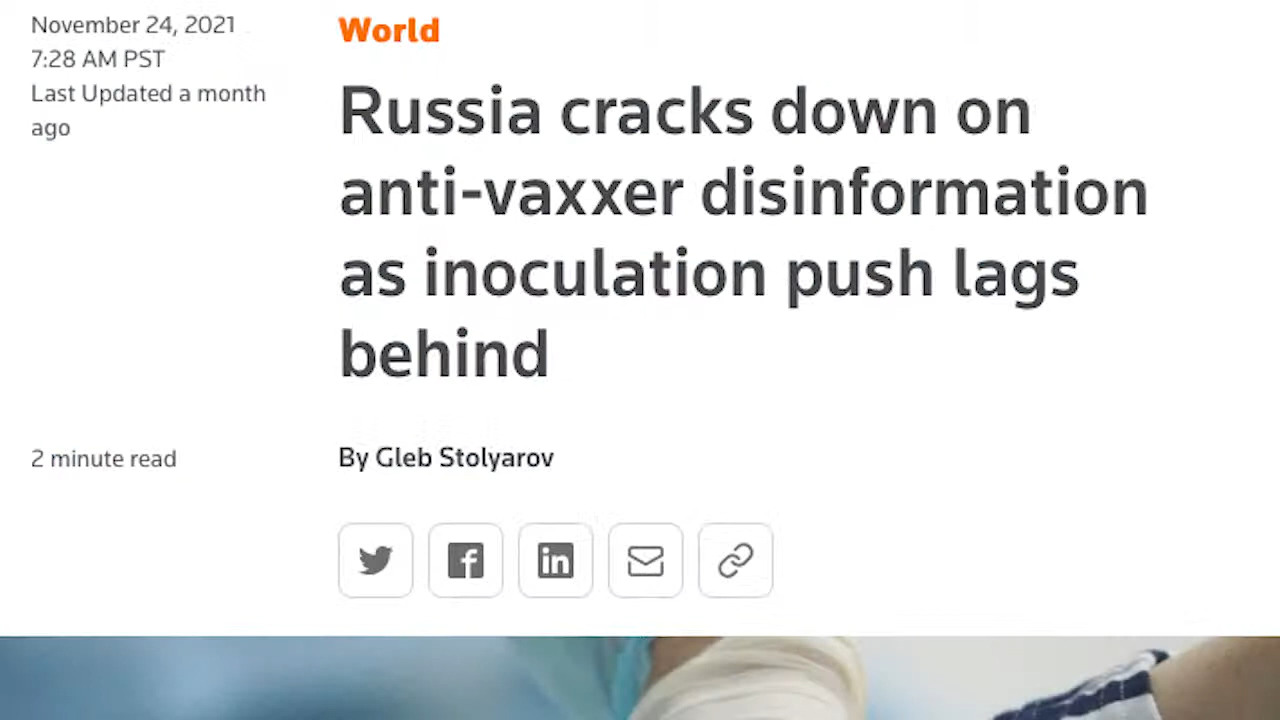 November 24, 2021
7:28 AM PST
Last Updated a month
ago
World
Russia cracks down on
anti-vaxxer disinformation
as inoculation push lags
behind
2 minute read
By Gleb Stolyarov